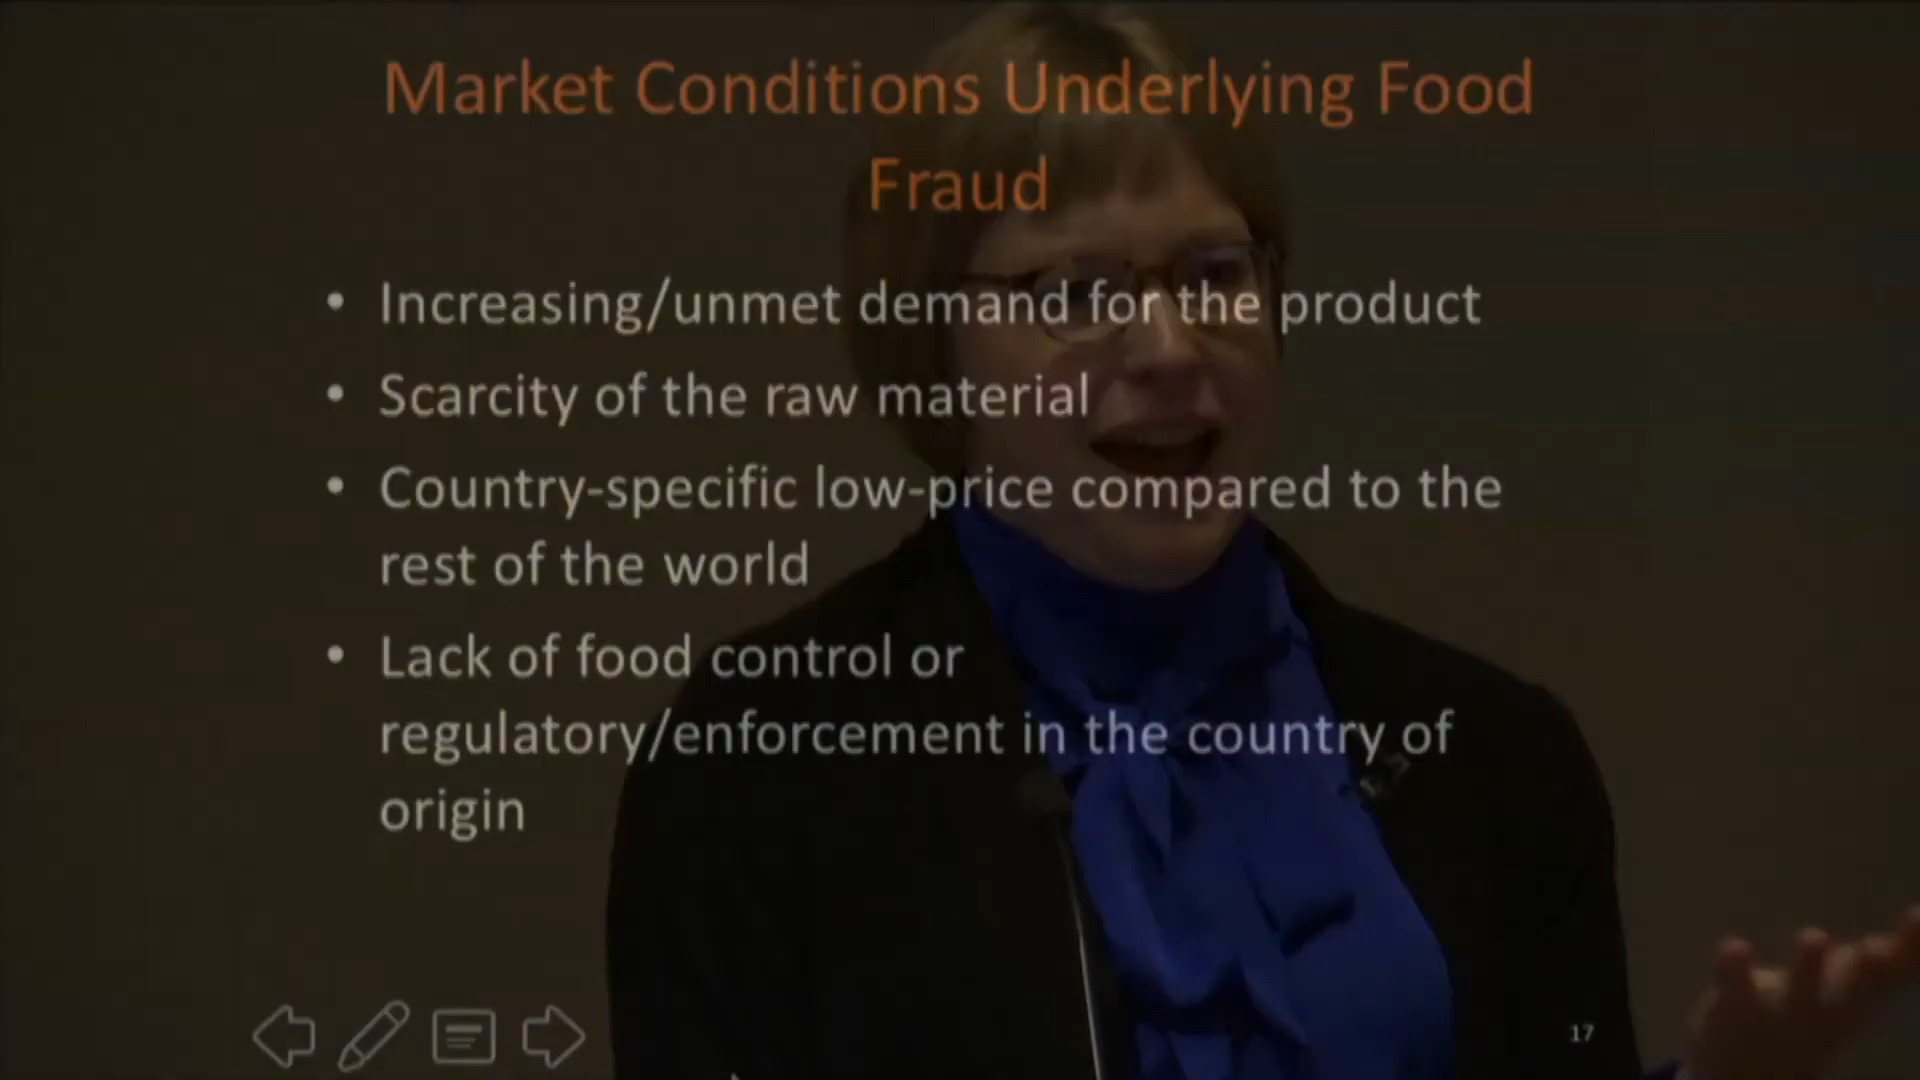 Market Conditions Underlying Food
Fraud
• Increasing/unmet demand for the product
• Scarcity of the raw material
• Country-specific low-price compared to the
rest of the world
• Lack of food control or
regulatory/enforcement in the country of
origin
17